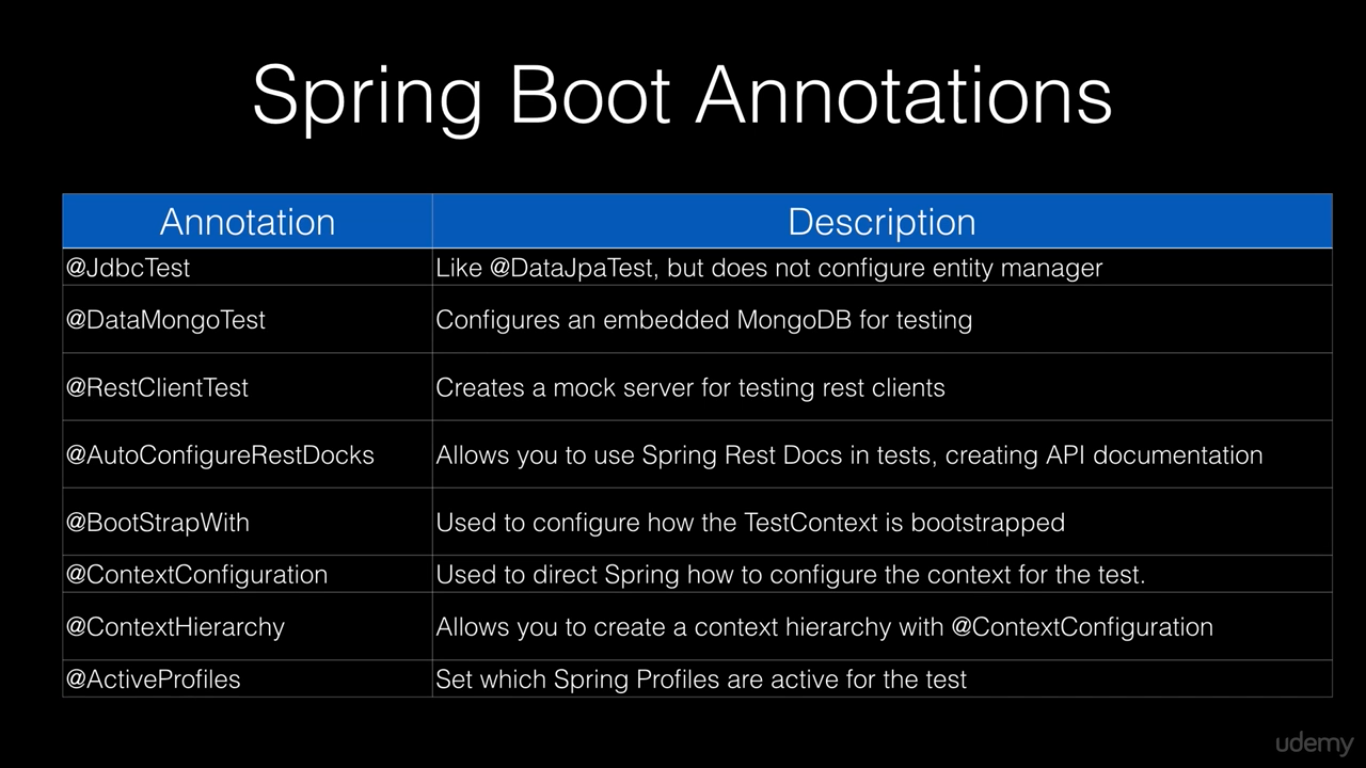 Spring Boot Annotations
Annotation Description
@JdbcTest Like @DataJpaTest, but does not configure entity manager
@DataMongoTest Configures an embedded MongoDB for testing
@RestClientTest Creates a mock server for testing rest clients
@AutoConfigureRestDocks Allows you to use Spring Rest Docs in tests, creating API documentation
@BootStrapWith Used to configure how the TestContext is bootstrapped
@ContextConfiguration Used to direct Spring how to configure the context for the test.
@ContextHierarchy Allows you to create a context hierarchy with @ContextConfiguration
@ActiveProfiles Set which Spring Profiles are active for the test
udemy